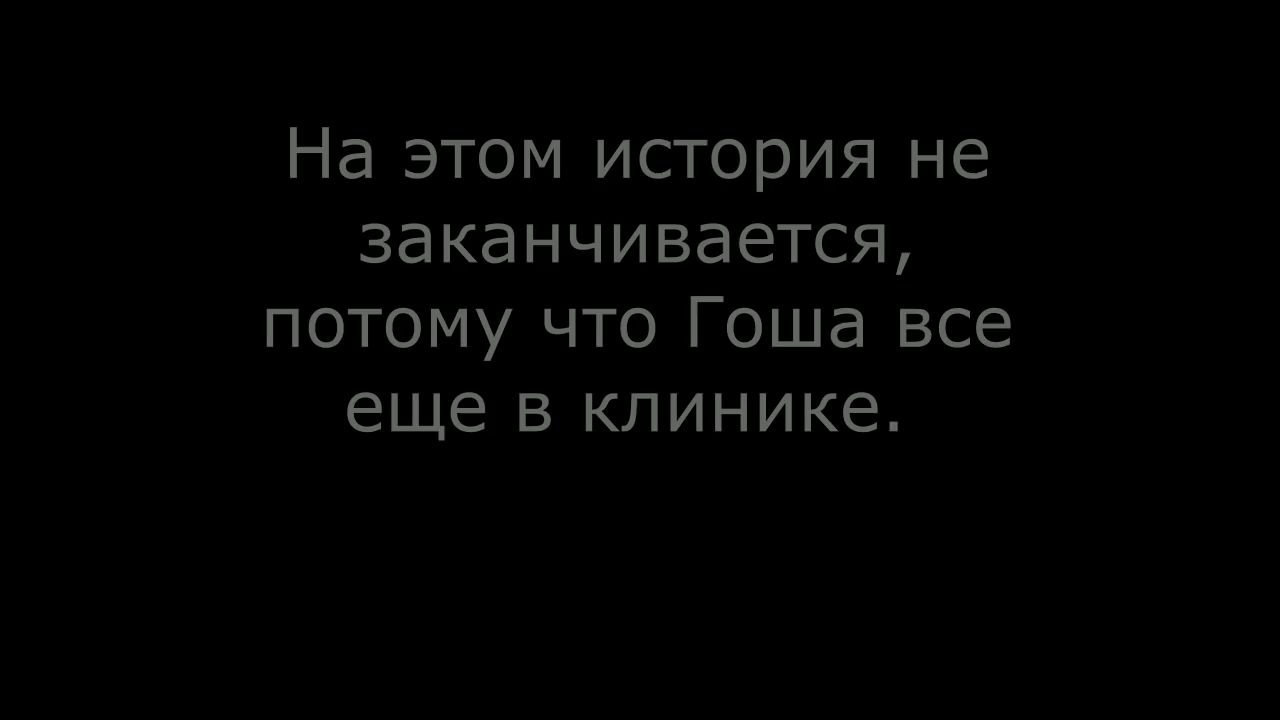 На этом история не
заканчивается,
потому что Гоша все
еще в клинике.